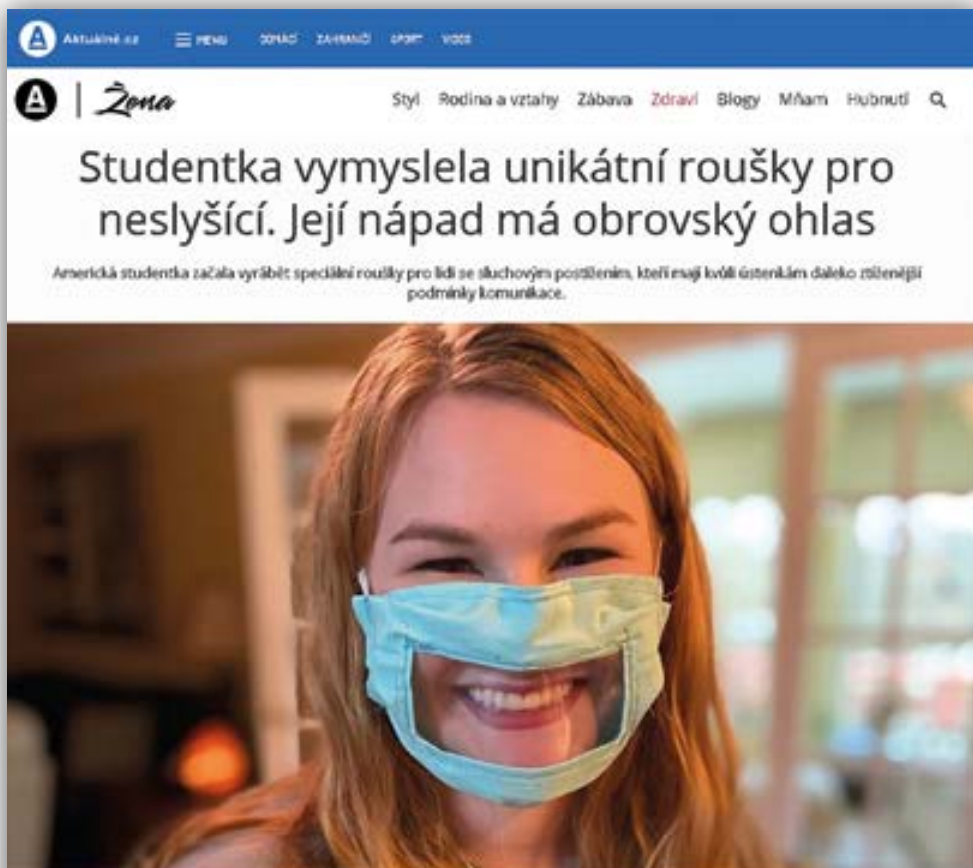 Aktuálně.cz
MENU DOMÁCÍ ZAHRANIČÍ SPORT VIDEO
Žena
Styl Rodina a vztahy Zábava Zdraví Blogy Mňam Hubnutí
Studentka vymyslela unikátní roušky pro
neslyšící. Její nápad má obrovský ohlas
Americká studentka začala vyrábět speciální roušky pro lidi se sluchovým postižením, kteří mají kvůli ústenkám daleko ztíženější
podmínky komunikace.